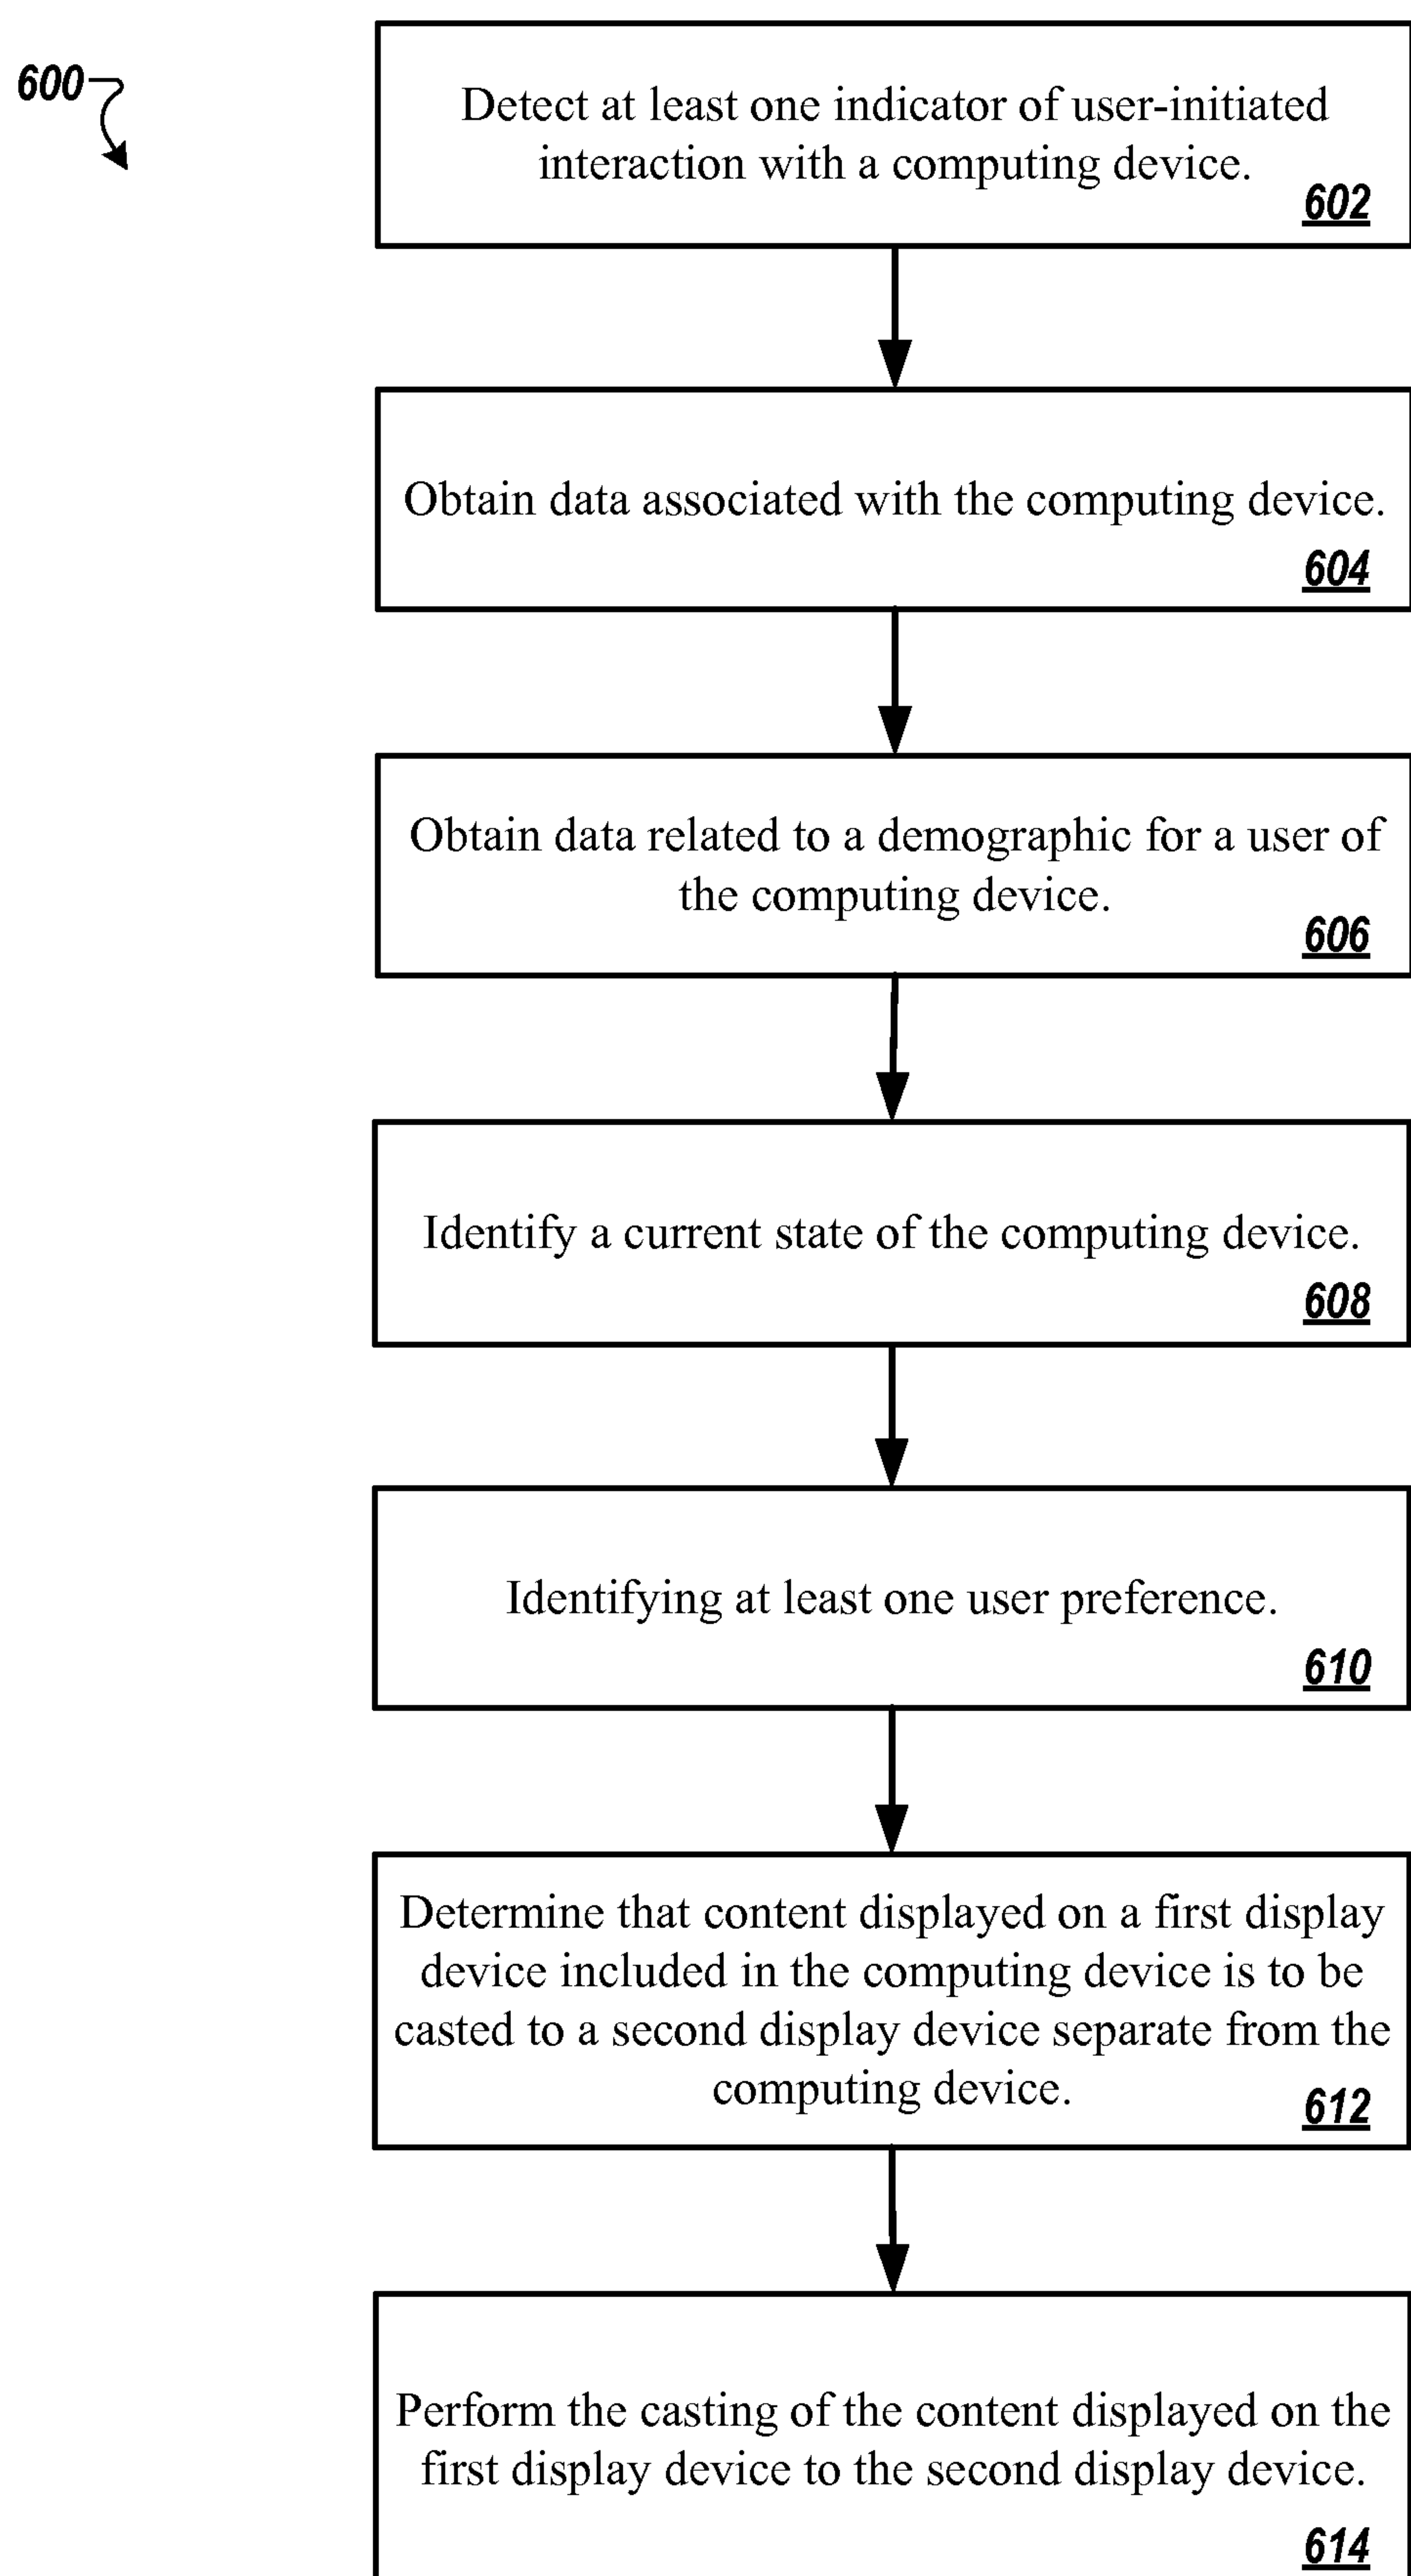 600
Detect at least one indicator of user-initiated
interaction with a computing device.
602
Obtain data associated with the computing device.
604
Obtain data related to a demographic for a user of
the computing device.
606
Identify a current state of the computing device.
608
Identifying at least one user preference.
610
Determine that content displayed on a first display
device included in the computing device is to be
casted to a second display device separate from the
computing device.
612
Perform the casting of the content displayed on the
first display device to the second display device.
614